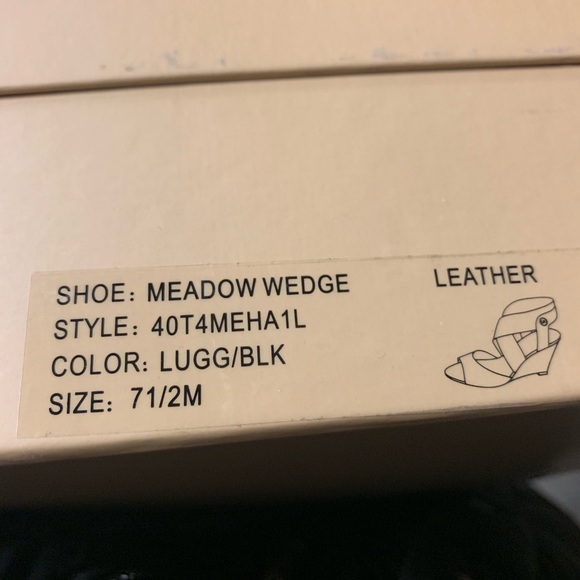 SHOE: MEADOW WEDGE
LEATHER
STYLE: 40T4MEHA1L
COLOR: LUGG/BLK
SIZE: 71/2M